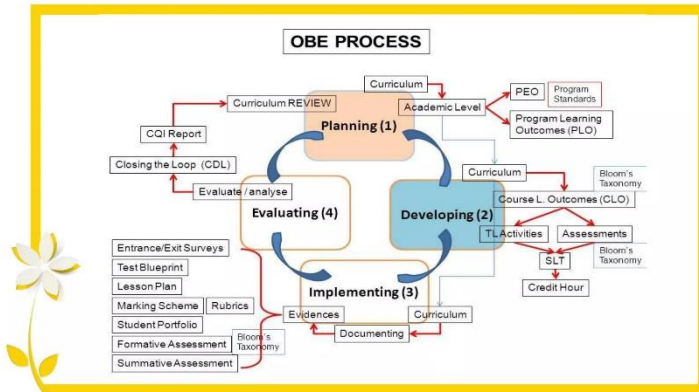 OBE PROCESS
Curriculum
Academic Level
PEO
Program
Standards
Program Learning
Outcomes (PLO)
Curriculum REVIEW
CQI Report
Closing the Loop (CDL)
Evaluate / analyse
Planning (1)
Curriculum
Bloom's
Taxonomy
Course L. Outcomes (CLO)
TLActivities
Assessments
Bloom's
Taxonomy
SLT
Credit Hour
Evaluating (4)
Developing (2)
Implementing (3)
Entrance/Exit Surveys
Test Blueprint
Lesson Plan
Marking Scheme
Rubrics
Student Portfolio
Formative Assessment
Bloom's
Taxonomy
Summative Assessment
Evidences
Documenting
Curriculum